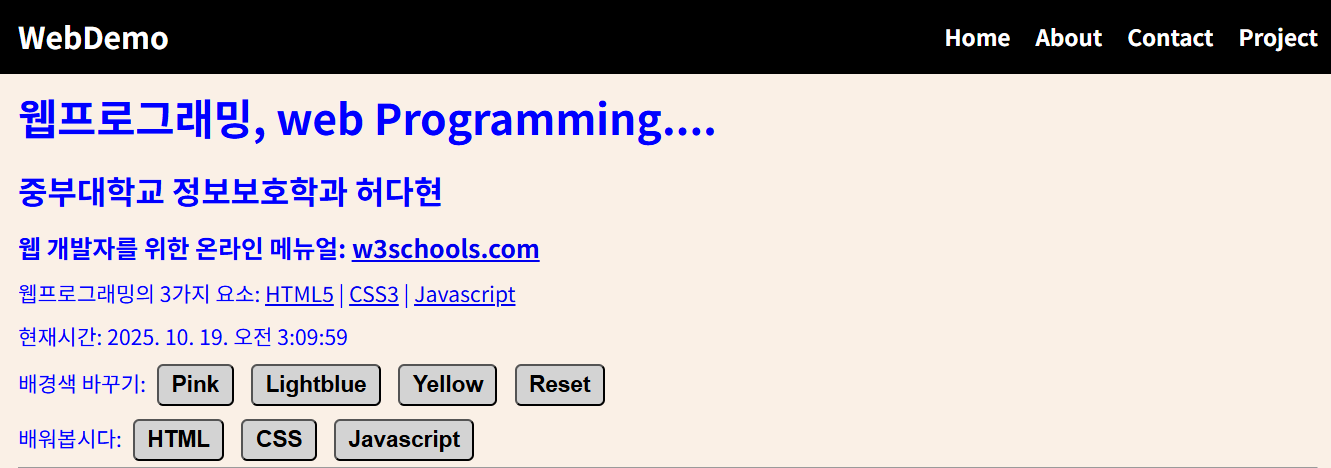 WebDemo Home About Contact Project
웹프로그래밍, web Programming....
중부대학교 정보보호학과 허다현
웹 개발자를 위한 온라인 메뉴얼: w3schools.com
웹프로그래밍의 3가지 요소: HTML5 | CSS3 | Javascript
현재시간: 2025. 10. 19. 오전 3:09:59
배경색 바꾸기: Pink Lightblue Yellow Reset
배워봅시다: HTML CSS Javascript